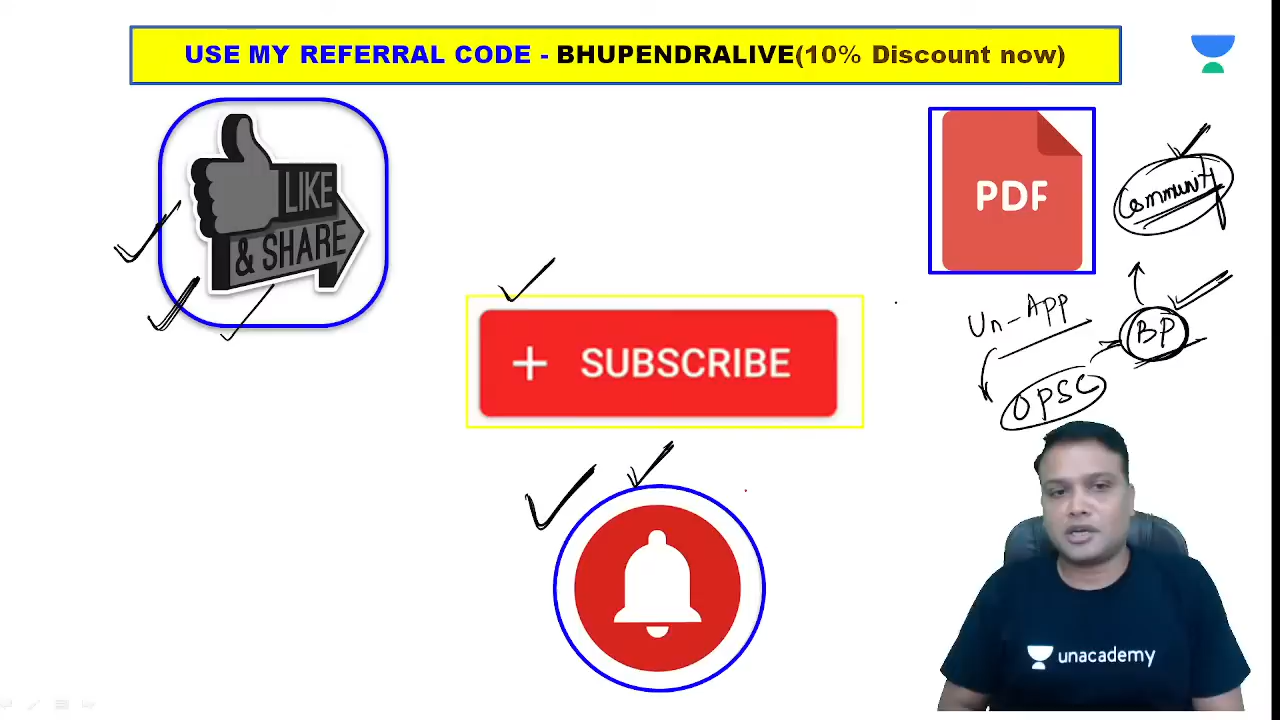 USE MY REFERRAL CODE - BHUPENDRALIVE(10% Discount now)
LIKE
& SHARE
PDF
Community
Un-App
BP
OPSC
+ SUBSCRIBE
unacademy